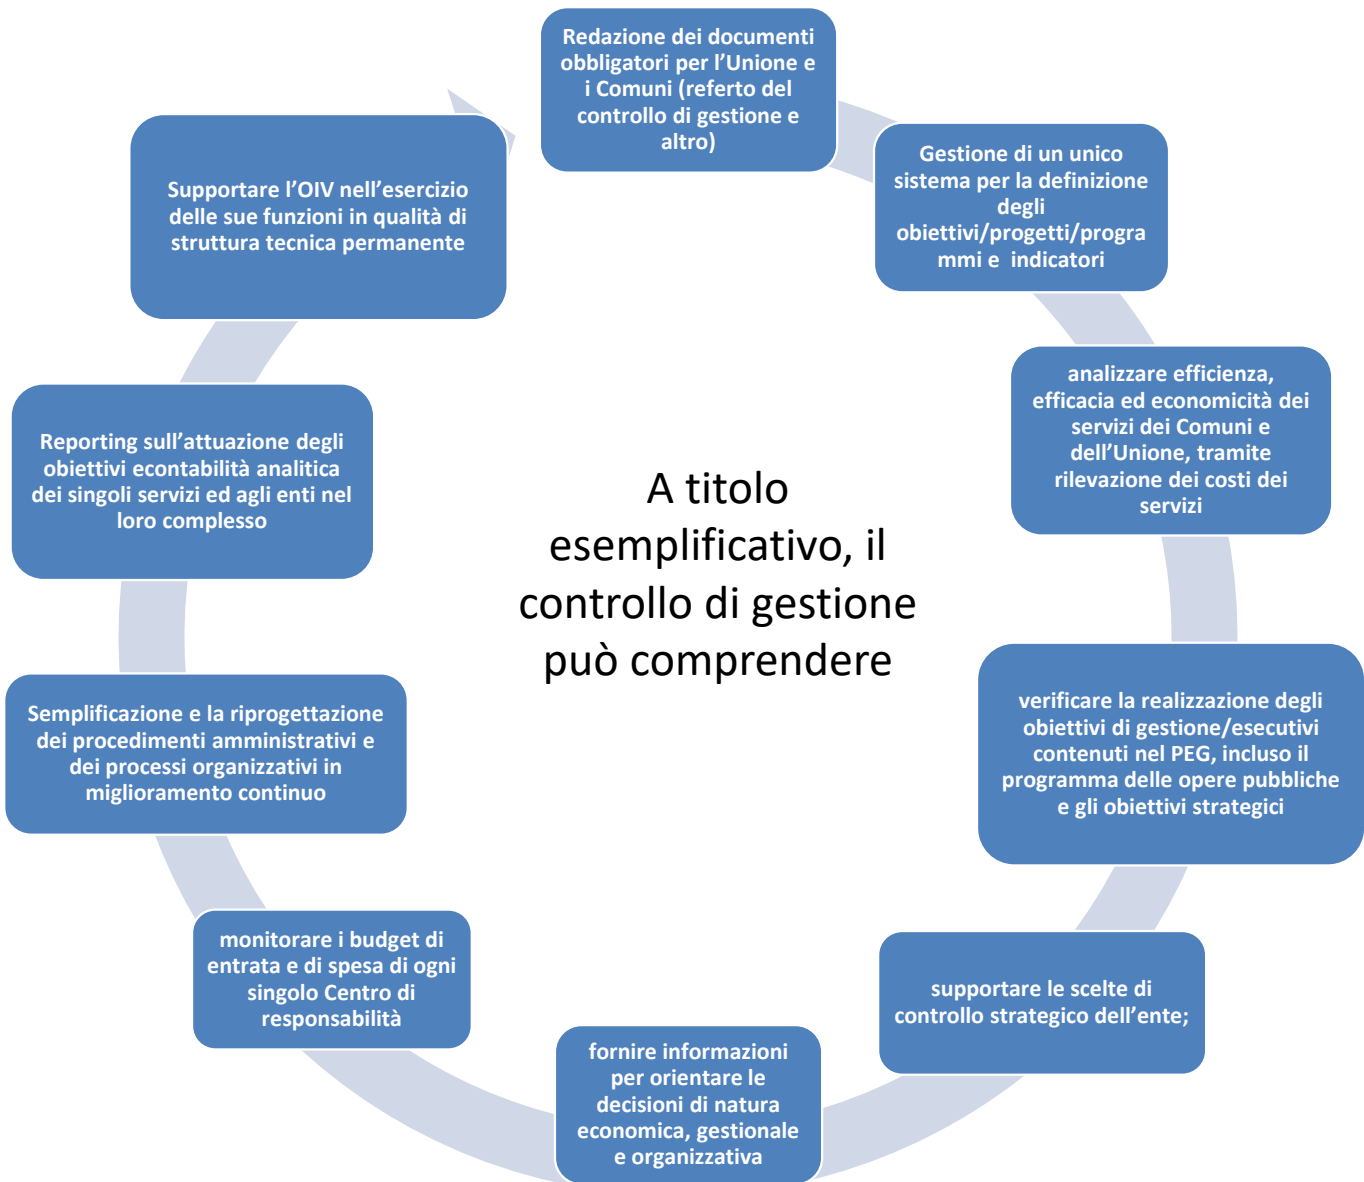 Redazione dei documenti
obbligatori per l’Unione e
i Comuni (referto del
controllo di gestione e
altro)
Gestione di un unico
sistema per la definizione
degli
obiettivi/progetti/progra
mmi e  indicatori
analizzare efficienza,
efficacia ed economicità dei
servizi dei Comuni e
dell’Unione, tramite
rilevazione dei costi dei
servizi
verificare la realizzazione degli
obiettivi di gestione/esecutivi
contenuti nel PEG, incluso il
programma delle opere pubbliche
e gli obiettivi strategici
supportare le scelte di
controllo strategico dell’ente;
fornire informazioni
per orientare le
decisioni di natura
economica, gestionale
e organizzativa
monitorare i budget di
entrata e di spesa di ogni
singolo Centro di
responsabilità
Semplificazione e la riprogettazione
dei procedimenti amministrativi e
dei processi organizzativi in
miglioramento continuo
Reporting sull’attuazione degli
obiettivi econtabilità analitica
dei singoli servizi ed agli enti nel
loro complesso
Supportare l’OIV nell’esercizio
delle sue funzioni in qualità di
struttura tecnica permanente
A titolo
esemplificativo, il
controllo di gestione
può comprendere